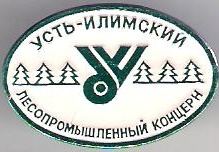 УСТЬ-ИЛИМСКИЙ
ЛЕСОПРОМЫШЛЕННЫЙ КОНЦЕРН